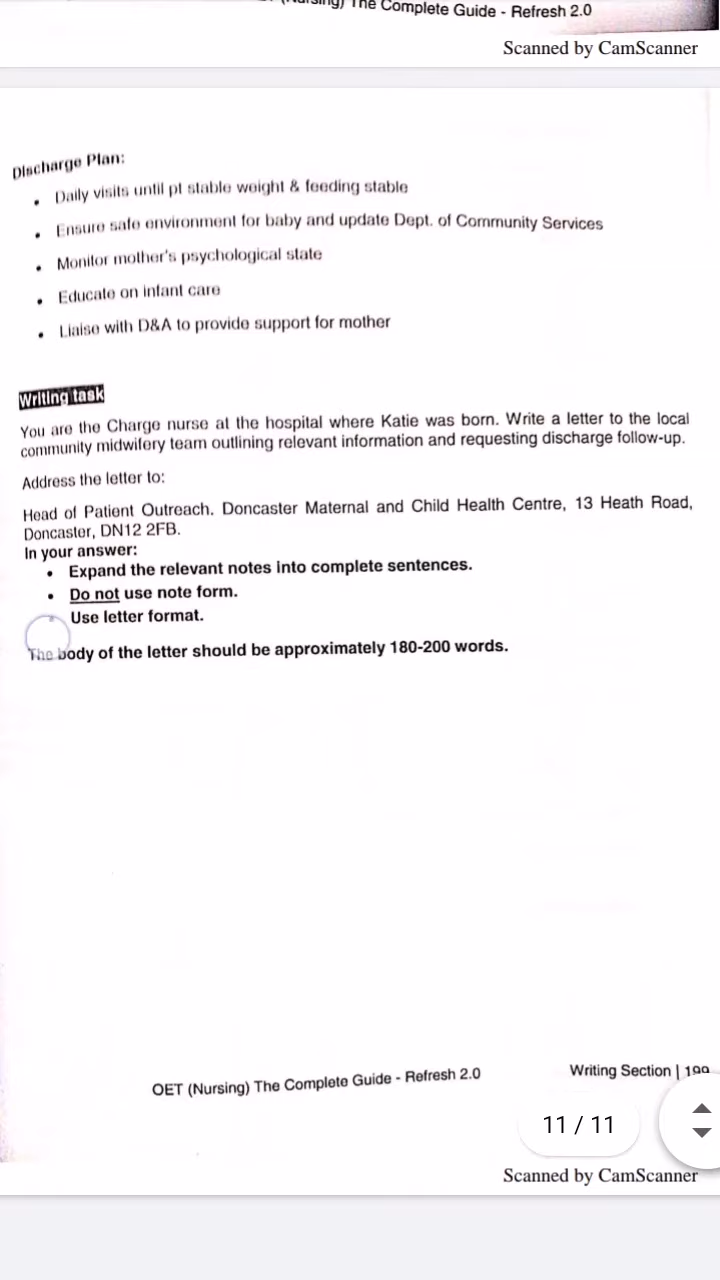 The Complete Guide - Refresh 2.0
Scanned by CamScanner
Discharge Plan:
• Daily visits until pt stable weight & feeding stable
• Ensure safe environment for baby and update Dept. of Community Services
• Monitor mother's psychological state
• Educate on infant care
• Liaise with D&A to provide support for mother
Writing task
You are the Charge nurse at the hospital where Katie was born. Write a letter to the local
community midwifery team outlining relevant information and requesting discharge follow-up.
Address the letter to:
Head of Patient Outreach. Doncaster Maternal and Child Health Centre, 13 Heath Road,
Doncaster, DN12 2FB.
In your answer:
• Expand the relevant notes into complete sentences.
• Do not use note form.
Use letter format.
The body of the letter should be approximately 180-200 words.
OET (Nursing) The Complete Guide - Refresh 2.0
Writing Section | 199
11 / 11
Scanned by CamScanner